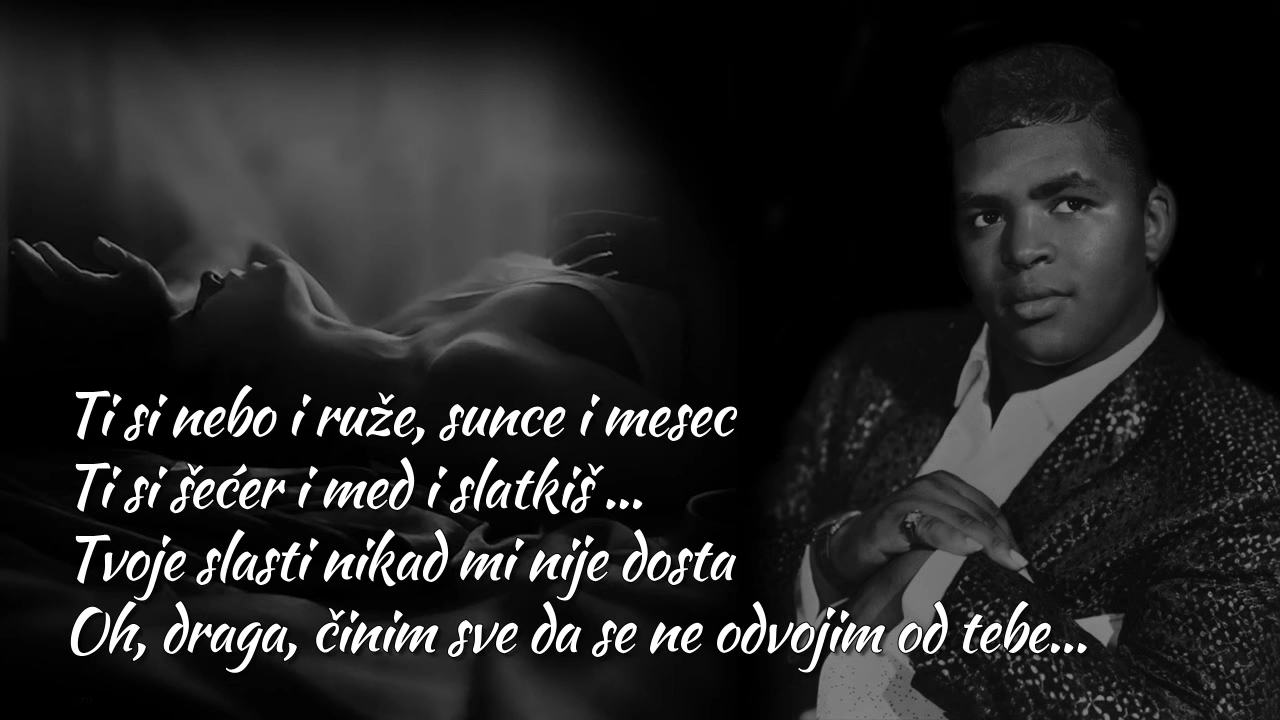 Ti si nebo i ruže, sunce i mesec
Ti si šećer i med i slatkiš ...
Tvoje slasti nikad mi nije dosta
Oh, draga, činim sve da se ne odvojim od tebe...